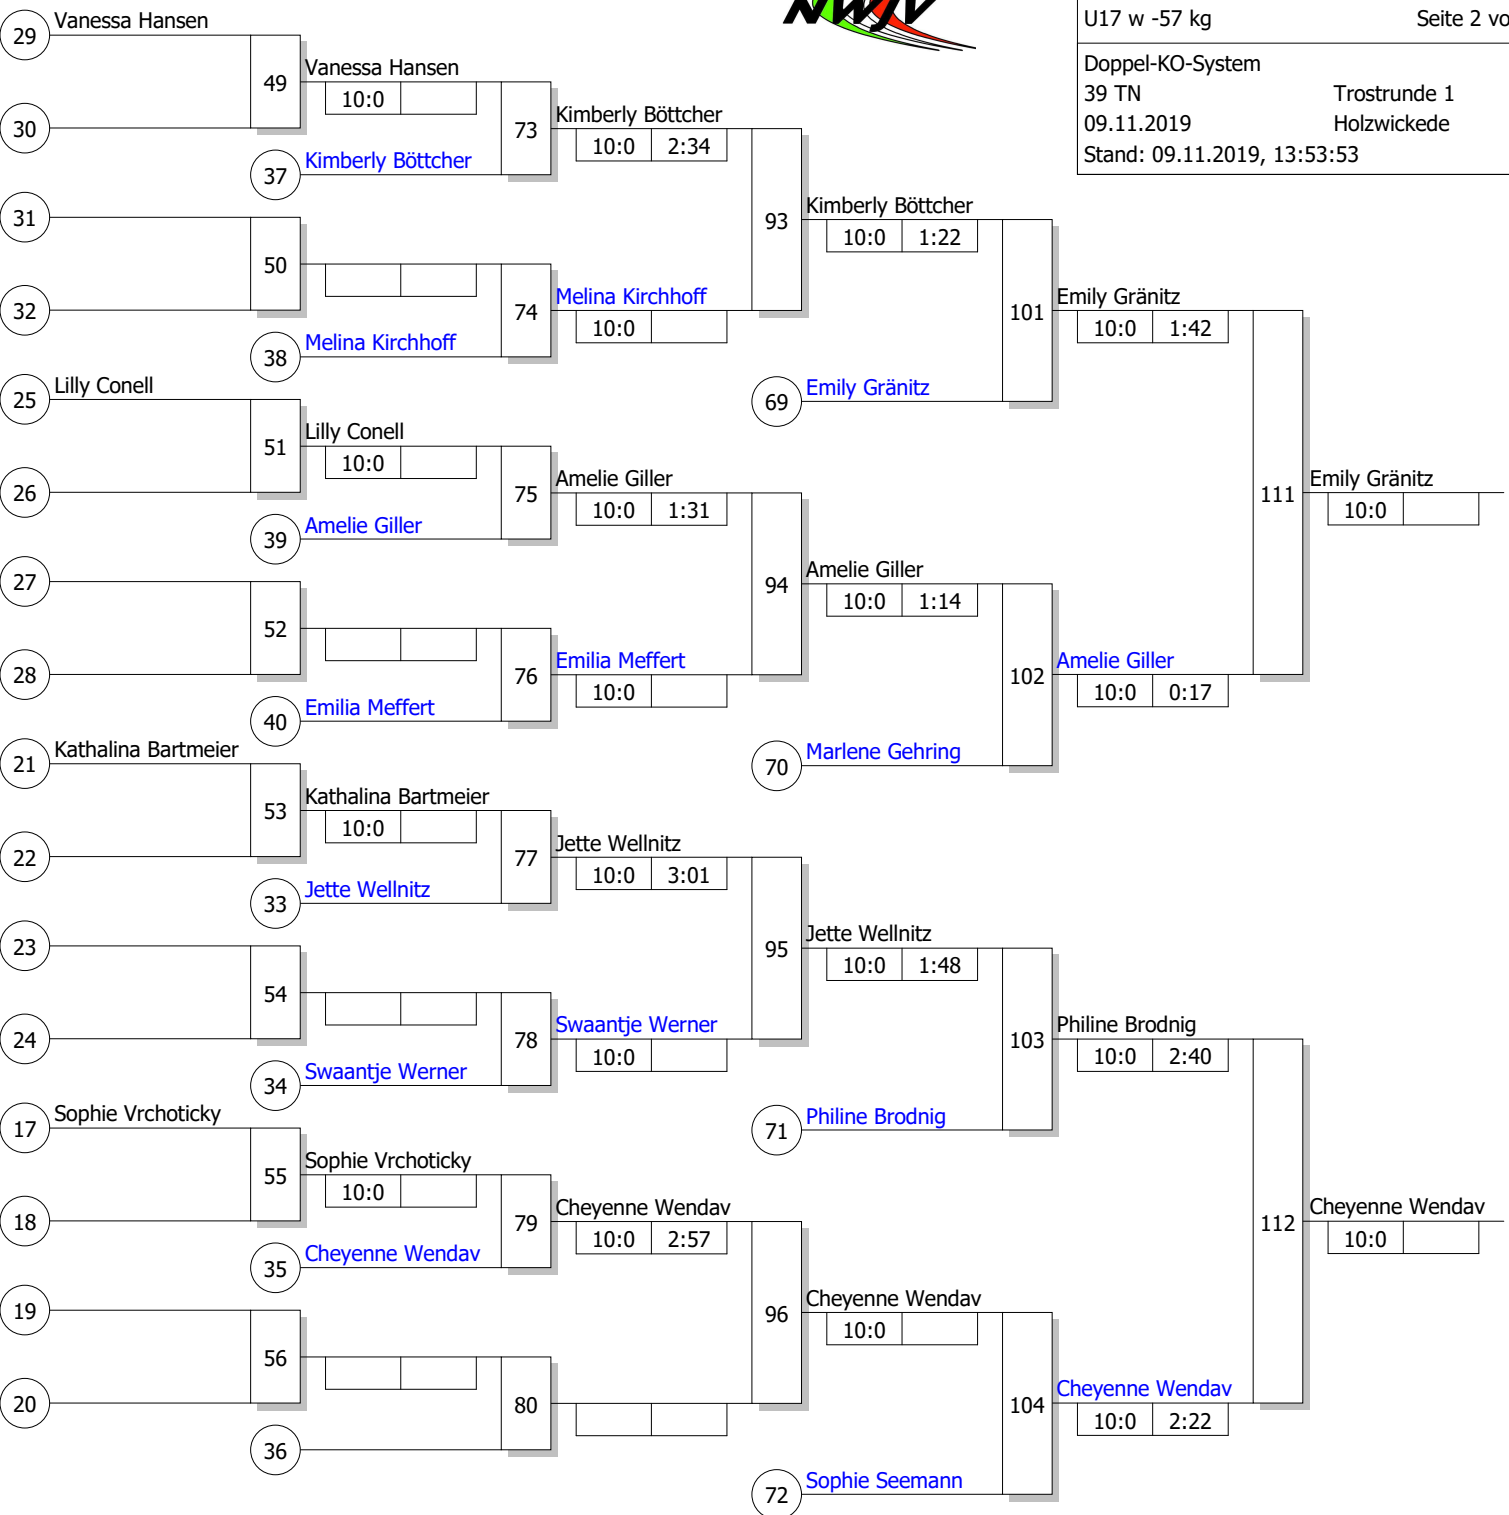 NWJV
U17 w -57 kg
Seite 2 vo
Doppel-KO-System
39 TN
Trostrunde 1
09.11.2019
Holzwickede
Stand: 09.11.2019, 13:53:53
29
Vanessa Hansen
49
30
Vanessa Hansen
10:0
73
37
Kimberly Böttcher
Kimberly Böttcher
10:0
2:34
93
31
50
32
74
38
Melina Kirchhoff
Melina Kirchhoff
10:0
Kimberly Böttcher
10:0
1:22
101
69
Emily Gränitz
Emily Gränitz
10:0
1:42
111
25
Lilly Conell
51
26
Lilly Conell
10:0
75
39
Amelie Giller
Amelie Giller
10:0
1:31
94
27
52
28
76
40
Emilia Meffert
Emilia Meffert
10:0
Amelie Giller
10:0
1:14
102
70
Marlene Gehring
Amelie Giller
10:0
0:17
Emily Gränitz
10:0
21
Kathalina Bartmeier
53
22
Kathalina Bartmeier
10:0
77
33
Jette Wellnitz
Jette Wellnitz
10:0
3:01
95
23
54
24
78
34
Swaantje Werner
Swaantje Werner
10:0
Jette Wellnitz
10:0
1:48
103
71
Philine Brodnig
Philine Brodnig
10:0
2:40
112
17
Sophie Vrchoticky
55
18
Sophie Vrchoticky
10:0
79
35
Cheyenne Wendav
Cheyenne Wendav
10:0
2:57
96
19
56
20
80
36
Cheyenne Wendav
10:0
104
72
Sophie Seemann
Cheyenne Wendav
10:0
2:22
Cheyenne Wendav
10:0